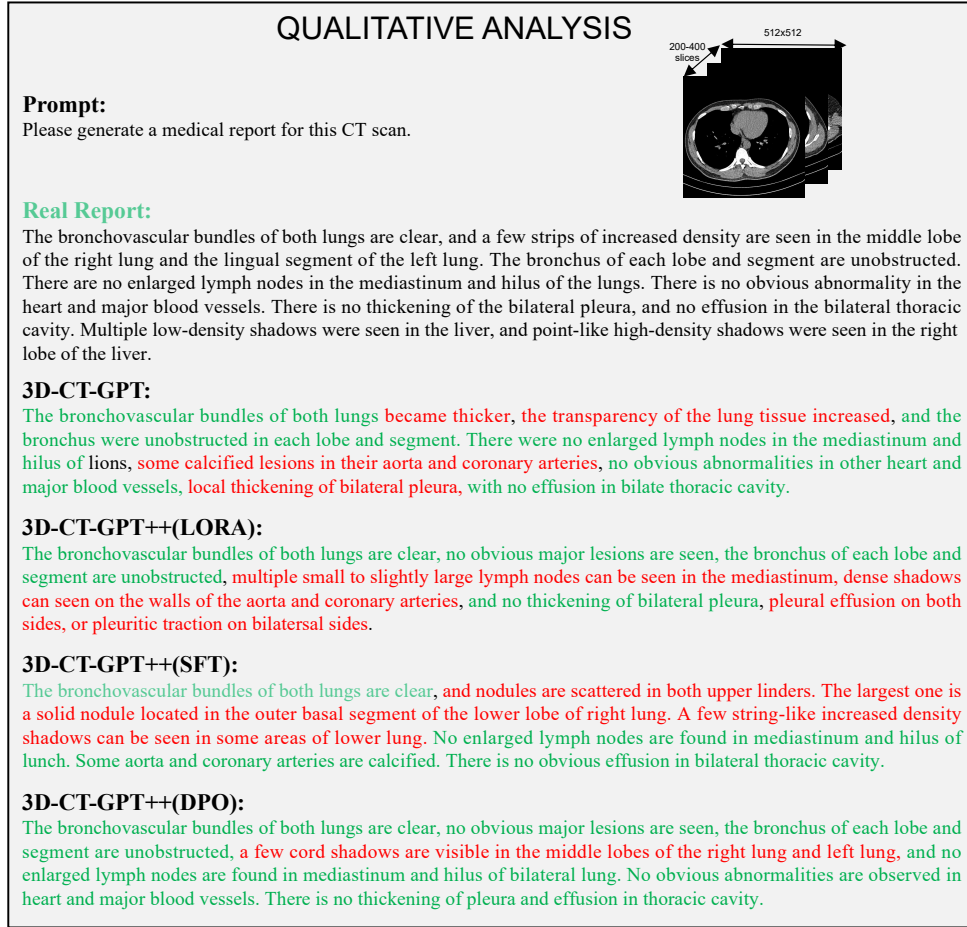 QUALITATIVE ANALYSIS
512x512
200-400
slices
Prompt:
Please generate a medical report for this CT scan.
Real Report:
The bronchovascular bundles of both lungs are clear, and a few strips of increased density are seen in the middle lobe
of the right lung and the lingual segment of the left lung. The bronchus of each lobe and segment are unobstructed.
There are no enlarged lymph nodes in the mediastinum and hilus of the lungs. There is no obvious abnormality in the
heart and major blood vessels. There is no thickening of the bilateral pleura, and no effusion in the bilateral thoracic
cavity. Multiple low-density shadows were seen in the liver, and point-like high-density shadows were seen in the right
lobe of the liver.
3D-CT-GPT:
The bronchovascular bundles of both lungs became thicker, the transparency of the lung tissue increased, and the
bronchus were unobstructed in each lobe and segment. There were no enlarged lymph nodes in the mediastinum and
hilus of lions, some calcified lesions in their aorta and coronary arteries, no obvious abnormalities in other heart and
major blood vessels, local thickening of bilateral pleura, with no effusion in bilate thoracic cavity.
3D-CT-GPT++(LORA):
The bronchovascular bundles of both lungs are clear, no obvious major lesions are seen, the bronchus of each lobe and
segment are unobstructed, multiple small to slightly large lymph nodes can be seen in the mediastinum, dense shadows
can seen on the walls of the aorta and coronary arteries, and no thickening of bilateral pleura, pleural effusion on both
sides, or pleuritic traction on bilatersal sides.
3D-CT-GPT++(SFT):
The bronchovascular bundles of both lungs are clear, and nodules are scattered in both upper linders. The largest one is
a solid nodule located in the outer basal segment of the lower lobe of right lung. A few string-like increased density
shadows can be seen in some areas of lower lung. No enlarged lymph nodes are found in mediastinum and hilus of
lunch. Some aorta and coronary arteries are calcified. There is no obvious effusion in bilateral thoracic cavity.
3D-CT-GPT++(DPO):
The bronchovascular bundles of both lungs are clear, no obvious major lesions are seen, the bronchus of each lobe and
segment are unobstructed, a few cord shadows are visible in the middle lobes of the right lung and left lung, and no
enlarged lymph nodes are found in mediastinum and hilus of bilateral lung. No obvious abnormalities are observed in
heart and major blood vessels. There is no thickening of pleura and effusion in thoracic cavity.